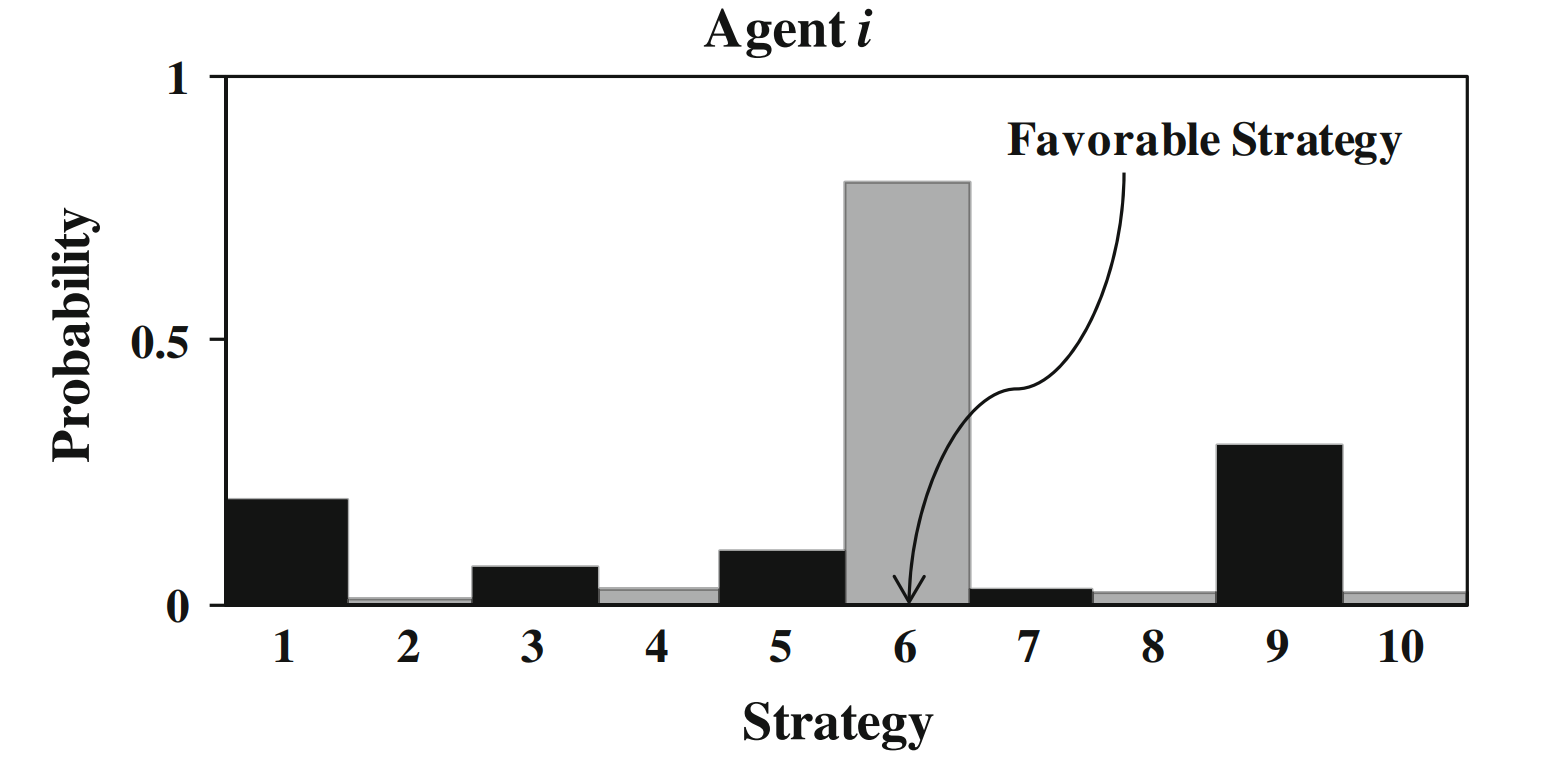 Agent i
1
Favorable Strategy
Probability
0.5
0
1 2 3 4 5 6 7 8 9 10
Strategy